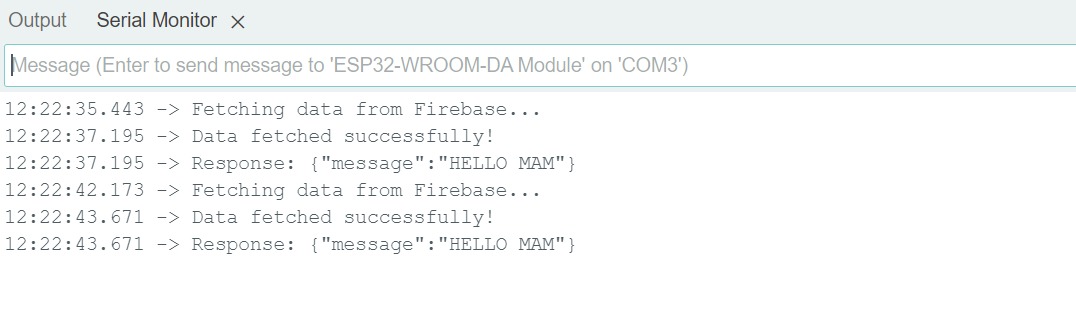 Output Serial Monitor ×
Message (Enter to send message to 'ESP32-WROOM-DA Module' on 'COM3')
12:22:35.443 -> Fetching data from Firebase...
12:22:37.195 -> Data fetched successfully!
12:22:37.195 -> Response: {"message":"HELLO MAM"}
12:22:42.173 -> Fetching data from Firebase...
12:22:43.671 -> Data fetched successfully!
12:22:43.671 -> Response: {"message":"HELLO MAM"}